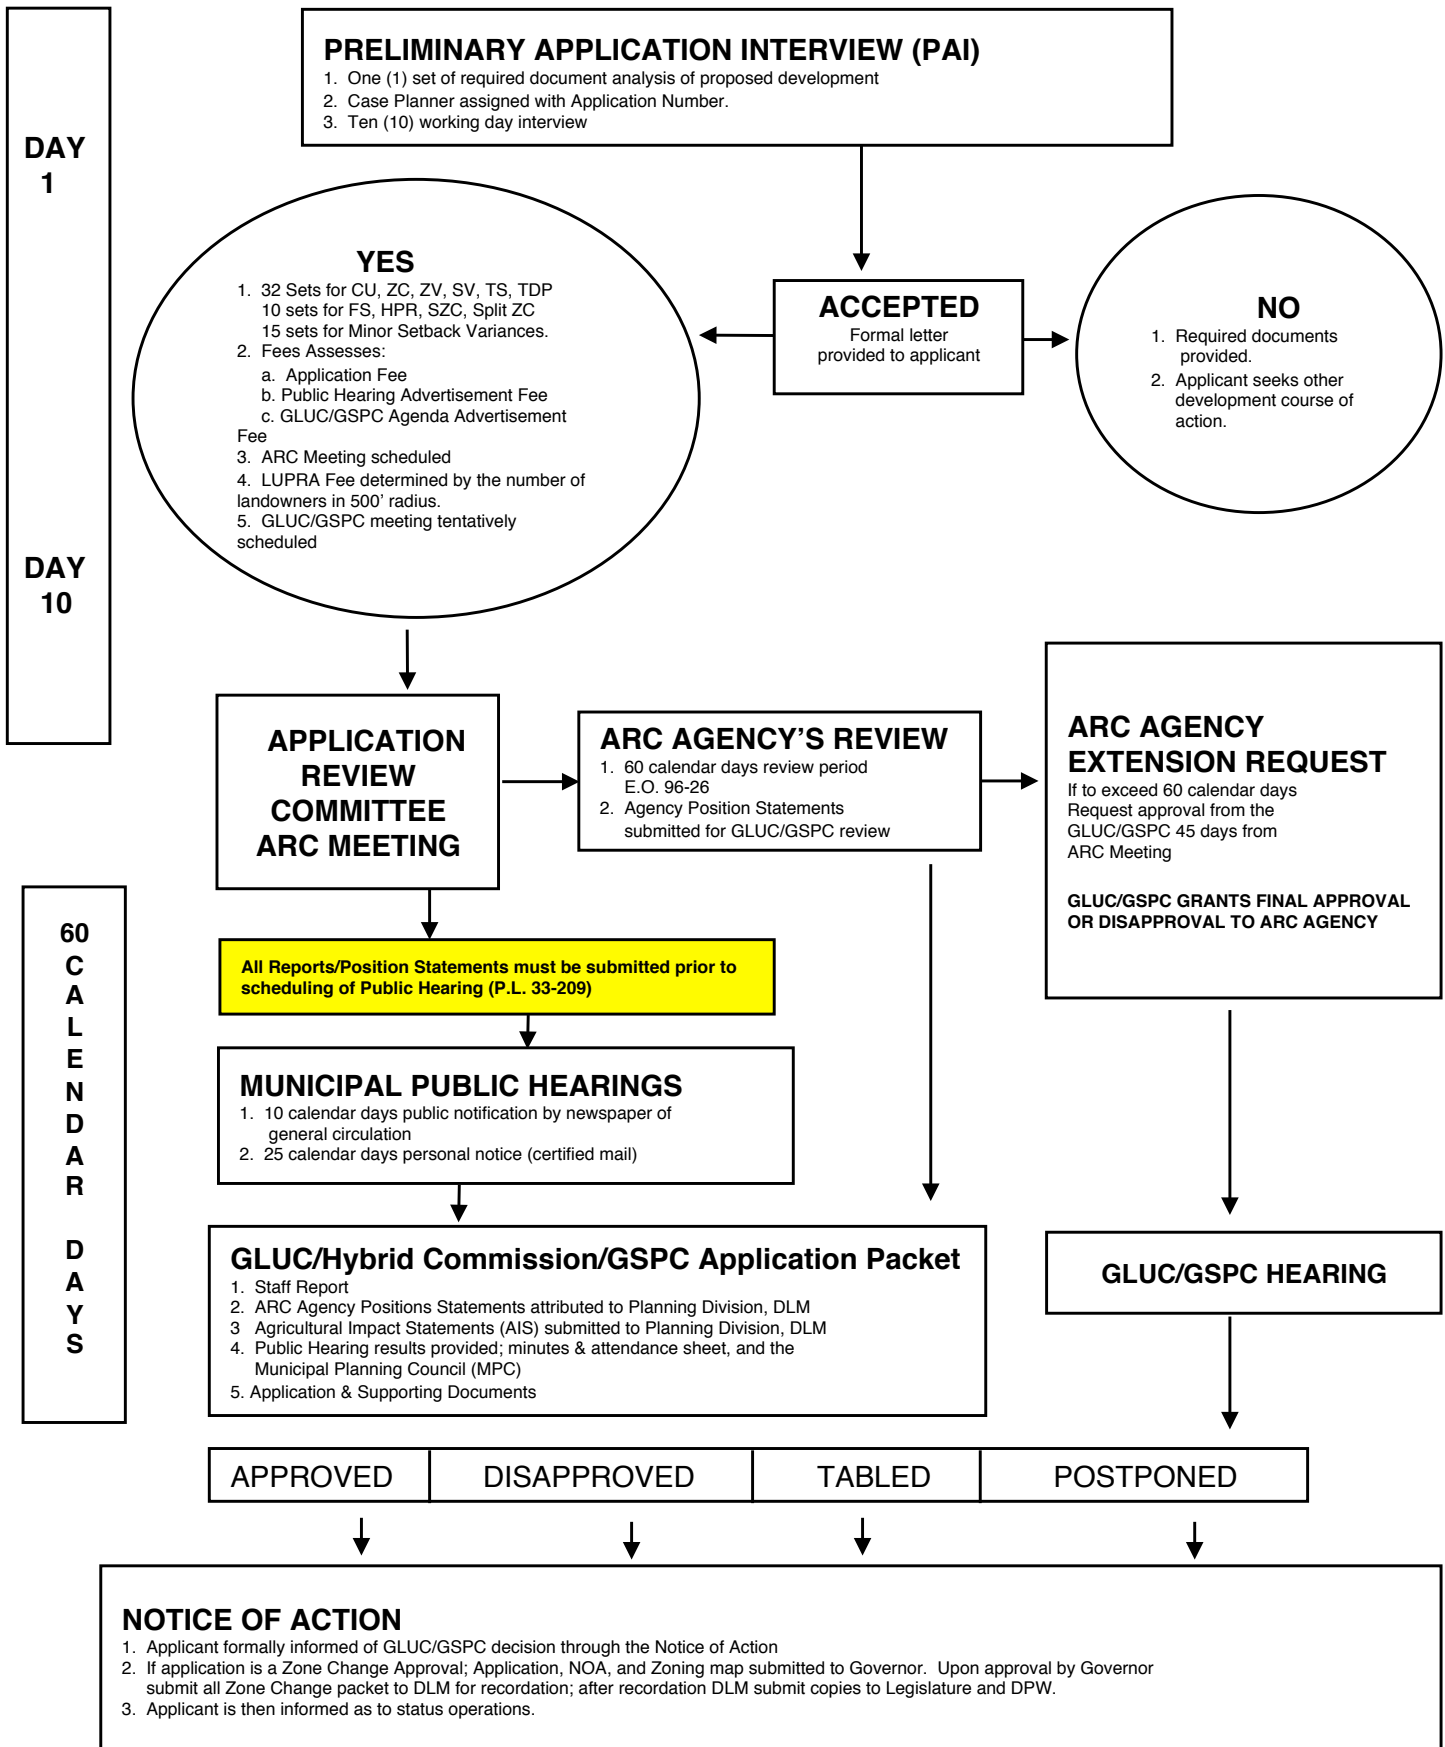 PRELIMINARY APPLICATION INTERVIEW (PAI)
1. One (1) set of required document analysis of proposed development
2. Case Planner assigned with Application Number.
3. Ten (10) working day interview
DAY
1
DAY
10
YES
1. 32 Sets for CU, ZC, ZV, SV, TS, TDP
10 sets for FS, HPR, SZC, Split ZC
15 sets for Minor Setback Variances.
2. Fees Assesses:
a. Application Fee
b. Public Hearing Advertisement Fee
c. GLUC/GSPC Agenda Advertisement
Fee
3. ARC Meeting scheduled
4. LUPRA Fee determined by the number of
landowners in 500' radius.
5. GLUC/GSPC meeting tentatively
scheduled
ACCEPTED
Formal letter
provided to applicant
NO
1. Required documents
provided.
2. Applicant seeks other
development course of
action.
APPLICATION
REVIEW
COMMITTEE
ARC MEETING
ARC AGENCY'S REVIEW
1. 60 calendar days review period
E.O. 96-26
2. Agency Position Statements
submitted for GLUC/GSPC review
ARC AGENCY
EXTENSION REQUEST
If to exceed 60 calendar days
Request approval from the
GLUC/GSPC 45 days from
ARC Meeting
GLUC/GSPC GRANTS FINAL APPROVAL
OR DISAPPROVAL TO ARC AGENCY
60
C
A
L
E
N
D
A
R
D
A
Y
S
All Reports/Position Statements must be submitted prior to
scheduling of Public Hearing (P.L. 33-209)
MUNICIPAL PUBLIC HEARINGS
1. 10 calendar days public notification by newspaper of
general circulation
2. 25 calendar days personal notice (certified mail)
GLUC/Hybrid Commission/GSPC Application Packet
1. Staff Report
2. ARC Agency Positions Statements attributed to Planning Division, DLM
3 Agricultural Impact Statements (AIS) submitted to Planning Division, DLM
4. Public Hearing results provided; minutes & attendance sheet, and the
Municipal Planning Council (MPC)
5. Application & Supporting Documents
GLUC/GSPC HEARING
APPROVED
DISAPPROVED
TABLED
POSTPONED
NOTICE OF ACTION
1. Applicant formally informed of GLUC/GSPC decision through the Notice of Action
2. If application is a Zone Change Approval; Application, NOA, and Zoning map submitted to Governor. Upon approval by Governor
submit all Zone Change packet to DLM for recordation; after recordation DLM submit copies to Legislature and DPW.
3. Applicant is then informed as to status operations.